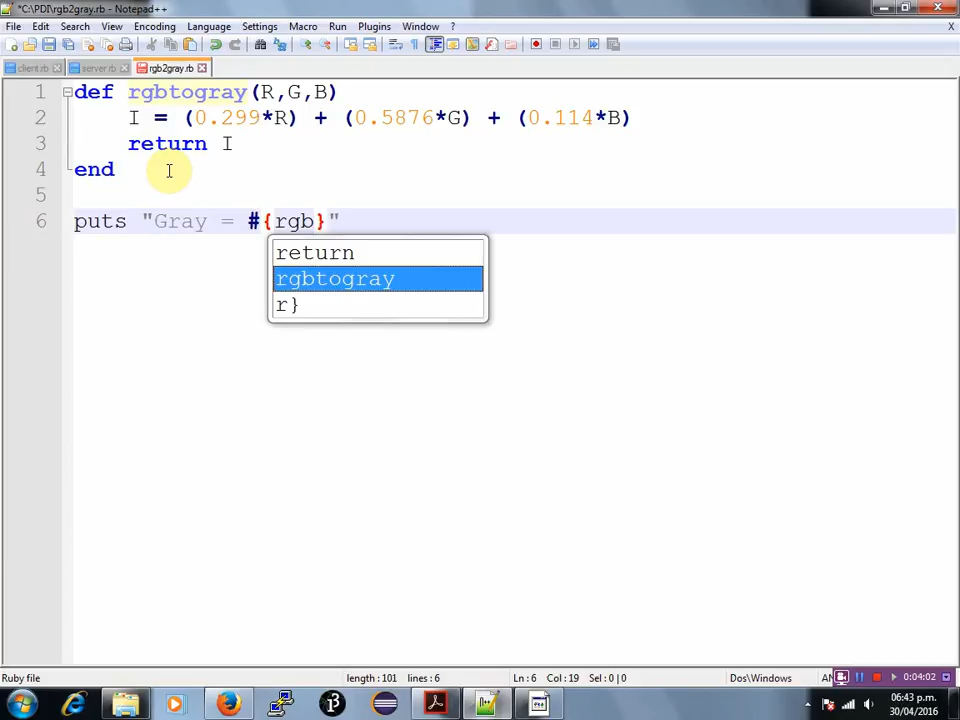 *C:\PDI\rgb2gray.rb - Notepad++
File Edit Search View Encoding Language Settings Macro Run Plugins Window ? X
client.rb server.rb rgb2gray.rb
1 def rgbtogray(R,G,B)
2 I = (0.299*R) + (0.5876*G) + (0.114*B)
3 return I
4 end
5
6 puts "Gray = #{rgb}"
return
rgbtogray
r}
Ruby file length : 101 lines : 6 Ln : 6 Col : 19 Sel : 0 | 0 Dos\Windows AN 0:04:02
06:43 p.m.
30/04/2016